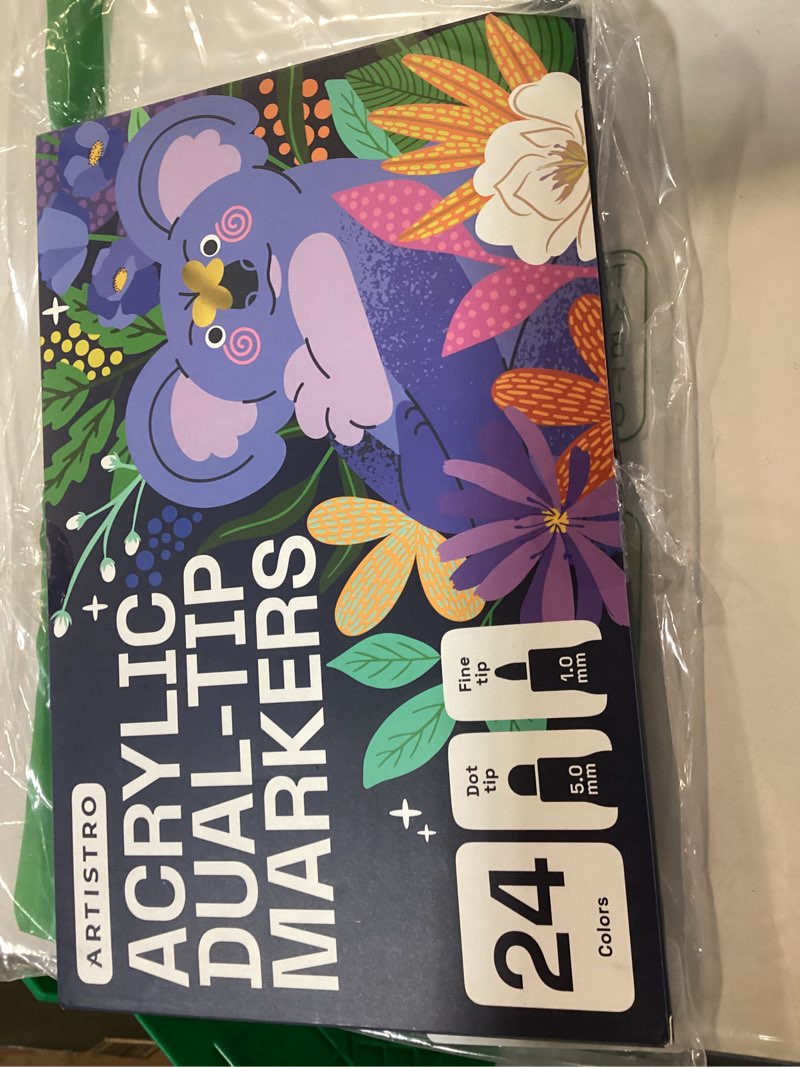 ARTISTRO
ACRYLIC
DUAL-TIP
MARKERS
24
Colors
Dot
tip
5.0
mm
Fine
tip
1.0
mm